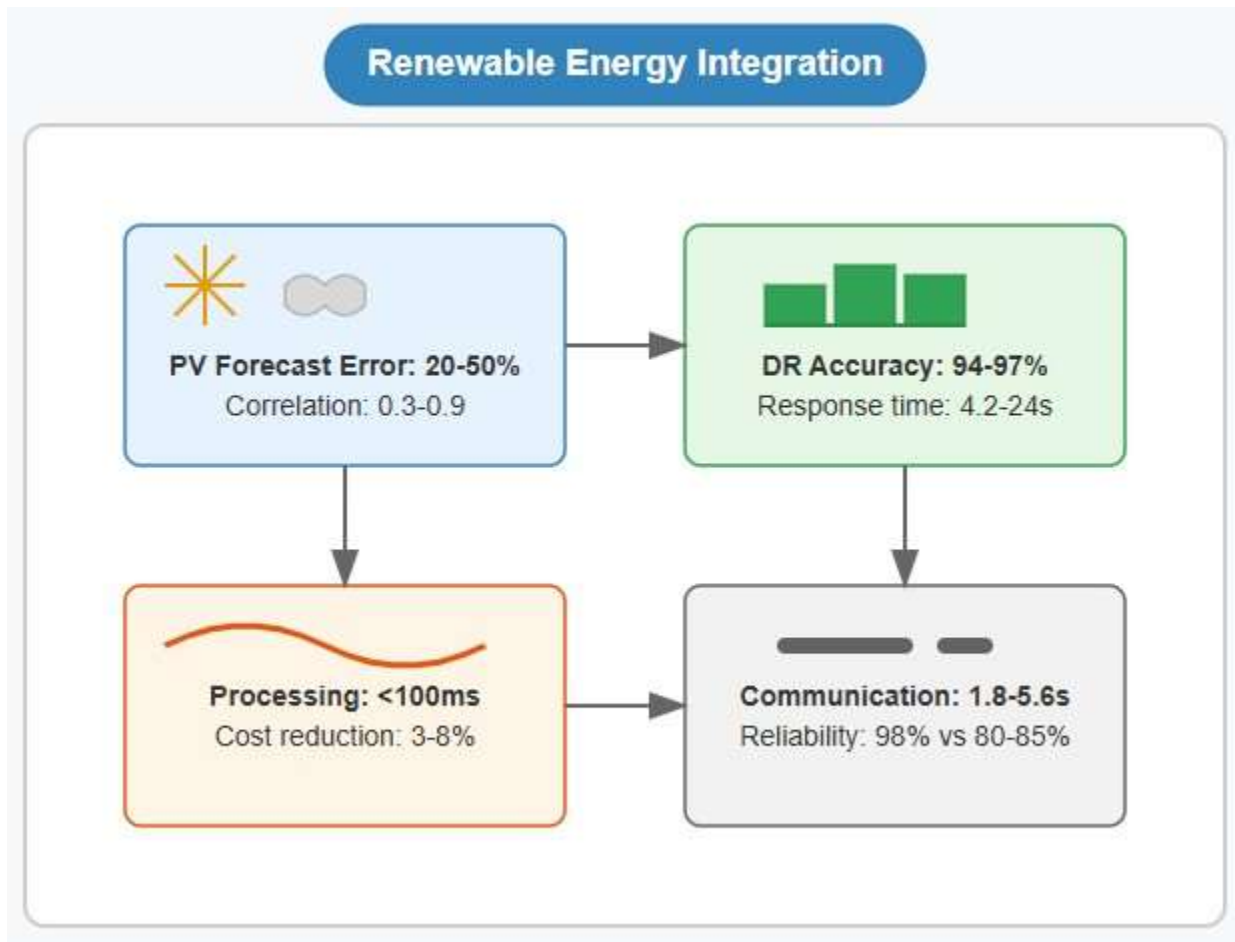 Renewable Energy Integration
PV Forecast Error: 20-50%
Correlation: 0.3-0.9
DR Accuracy: 94-97%
Response time: 4.2-24s
Processing: <100ms
Cost reduction: 3-8%
Communication: 1.8-5.6s
Reliability: 98% vs 80-85%